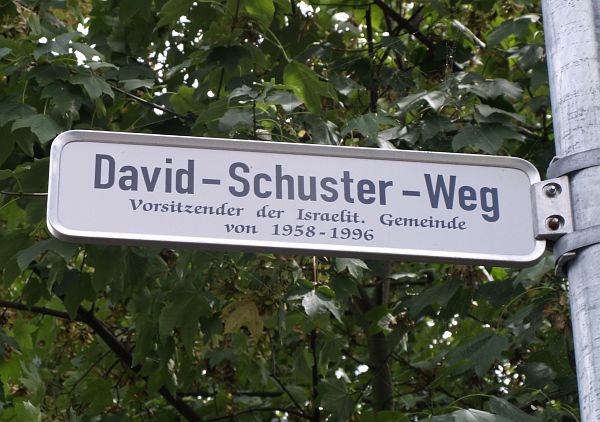 David-Schuster-Weg
Vorsitzender der Israelit. Gemeinde
von 1958-1996